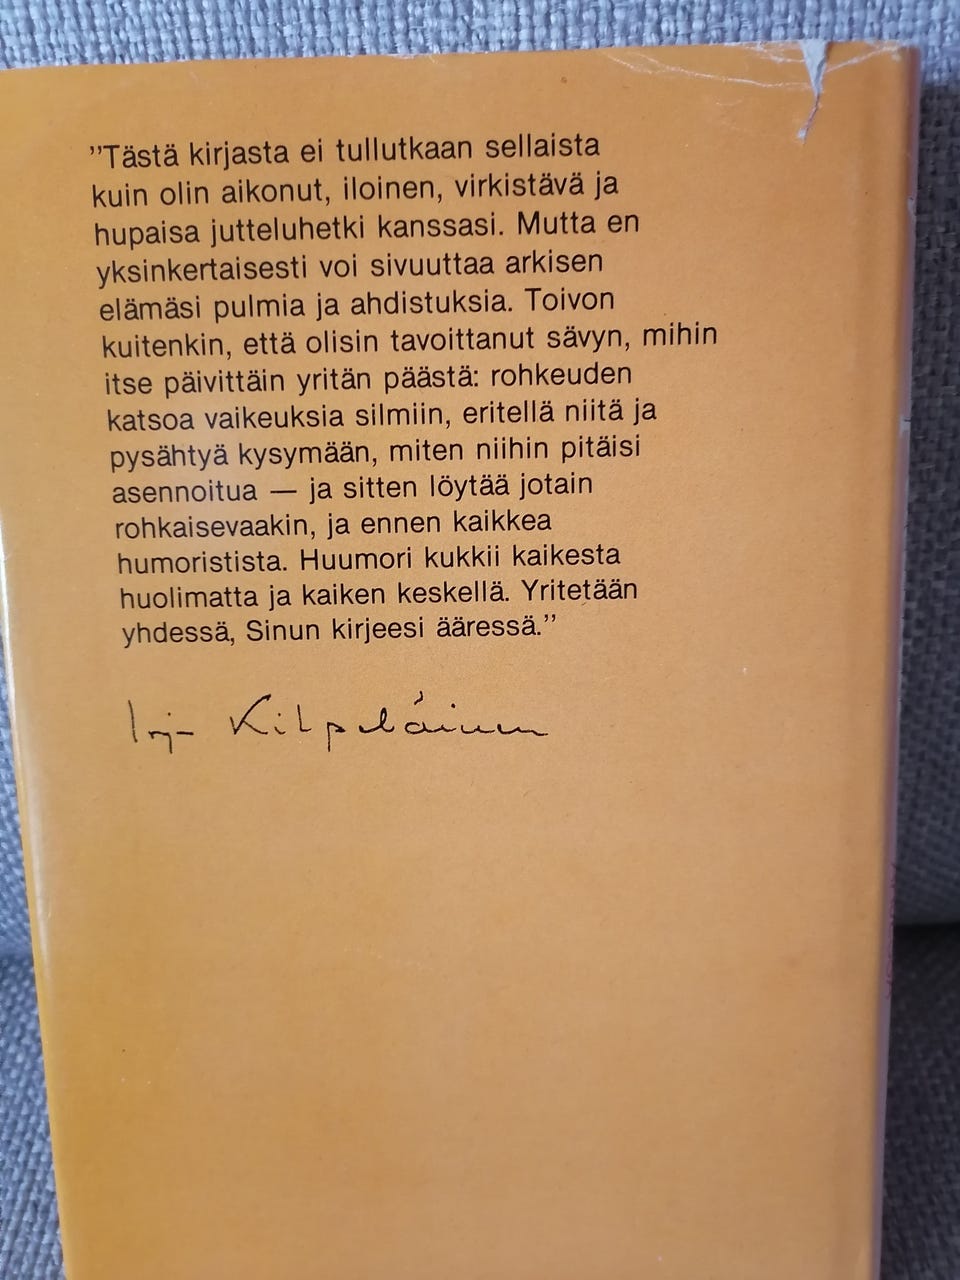 ”Tästä kirjasta ei tullutkaan sellaista
kuin olin aikonut, iloinen, virkistävä ja
hupaisa jutteluhetki kanssasi. Mutta en
yksinkertaisesti voi sivuuttaa arkisen
elämäsi pulmia ja ahdistuksia. Toivon
kuitenkin, että olisin tavoittanut sävyn, mihin
itse päivittäin yritän päästä: rohkeuden
katsoa vaikeuksia silmiin, eritellä niitä ja
pysähtyä kysymään, miten niihin pitäisi
asennoitua — ja sitten löytää jotain
rohkaisevaakin, ja ennen kaikkea
humoristista. Huumori kukkii kaikesta
huolimatta ja kaiken keskellä. Yritetään
yhdessä, Sinun kirjeesi ääressä.”
Irja Kilpeläinen